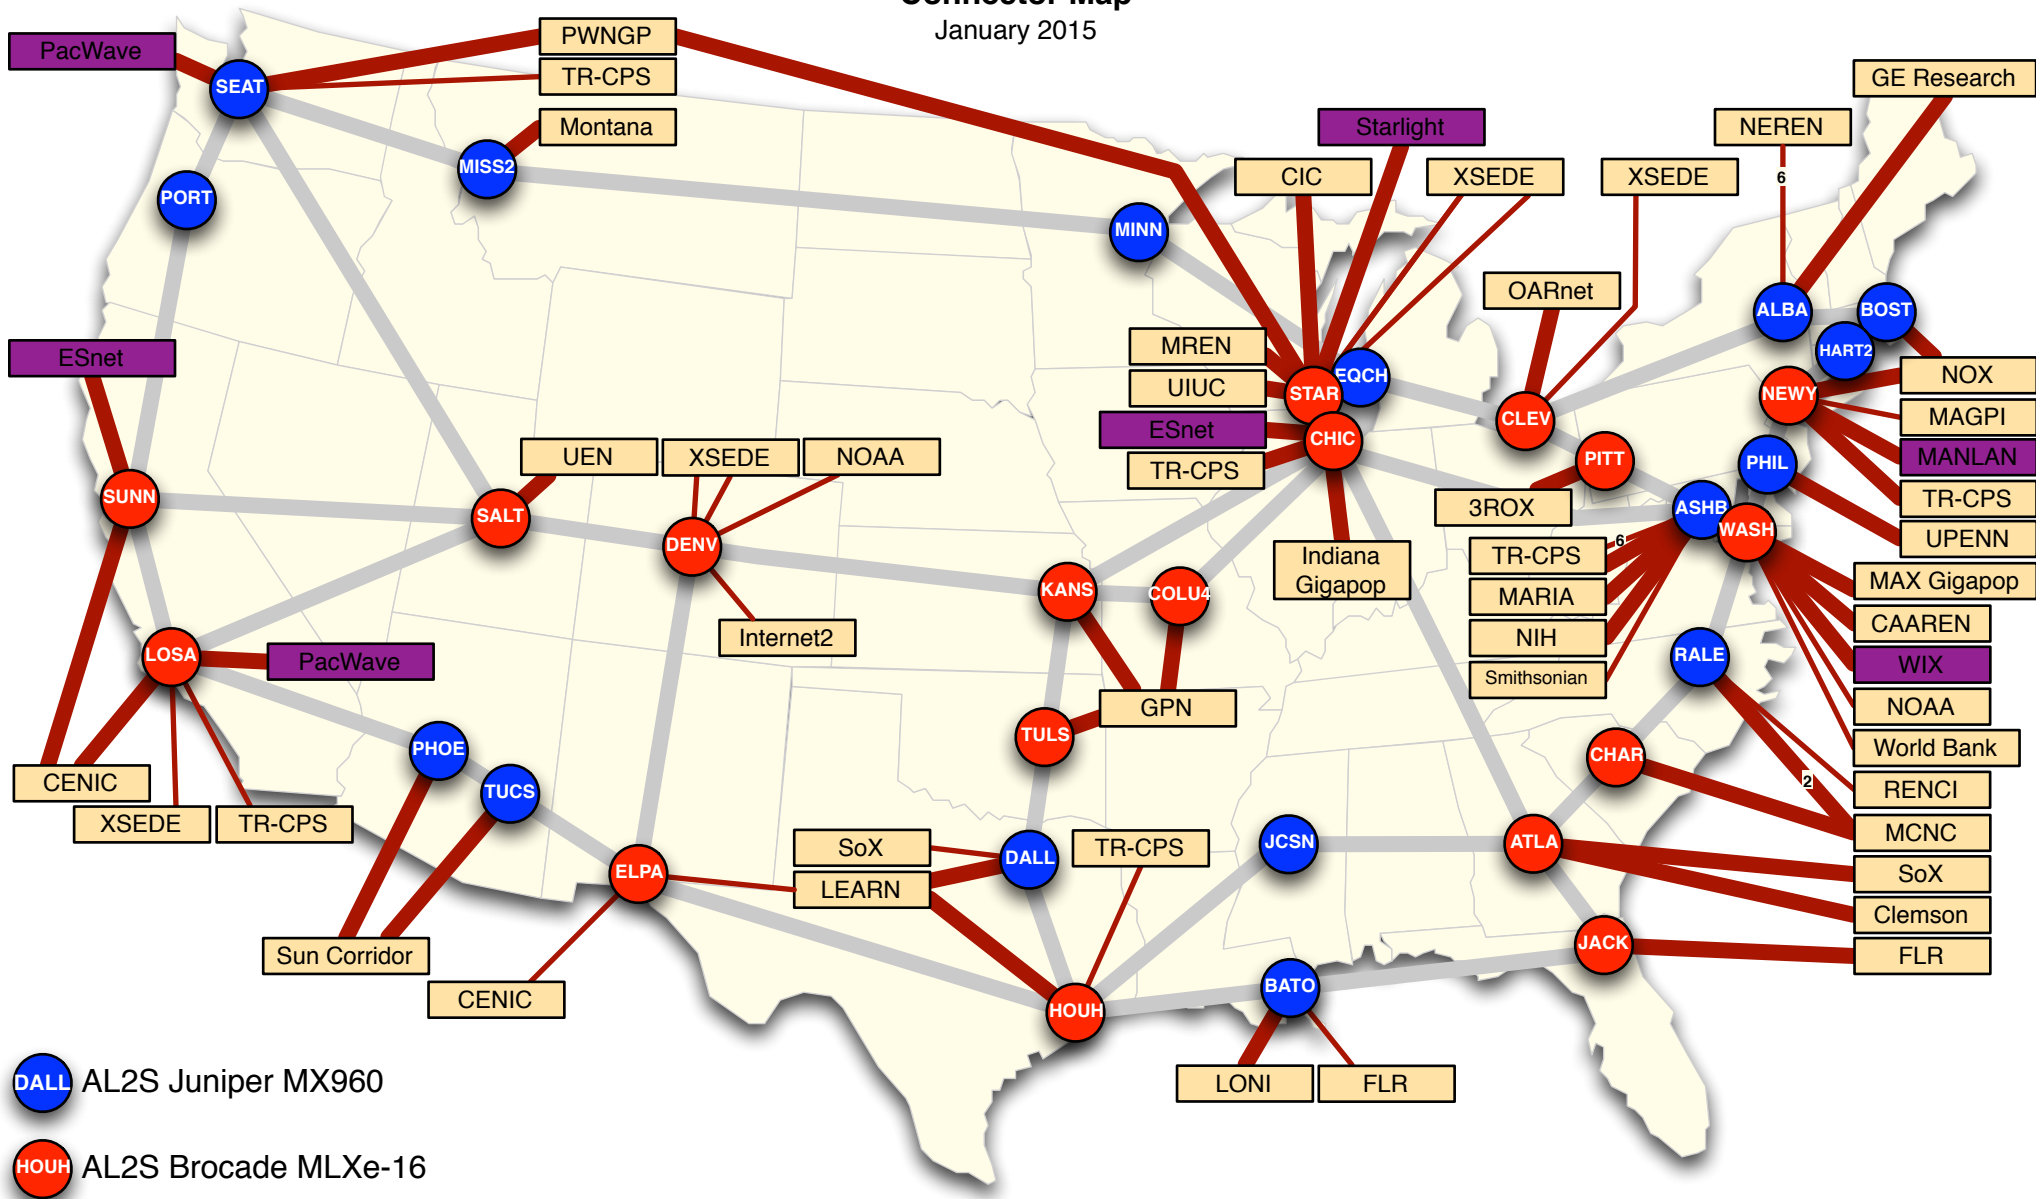 Connector Map
January 2015
PacWave
SEAT
PWNGP
TR-CPS
Montana
MISS2
PORT
MINN
Starlight
CIC
XSEDE
XSEDE
NEREN
6
GE Research
OARnet
ALBA
BOST
HART2
NOX
NEWY
MAGPI
MANLAN
TR-CPS
UPENN
PHIL
ESnet
MREN
UIUC
ESnet
TR-CPS
STAR
EQCH
CHIC
CLEV
PITT
3ROX
Indiana
Gigapop
ASHB
WASH
TR-CPS
6
MARIA
NIH
Smithsonian
MAX Gigapop
CAAREN
WIX
NOAA
World Bank
RENCI
MCNC
2
SoX
Clemson
FLR
SUNN
SALT
UEN
XSEDE
NOAA
DENV
Internet2
KANS
COLU4
GPN
TULS
RALE
CHAR
LOSA
PacWave
CENIC
XSEDE
TR-CPS
PHOE
TUCS
Sun Corridor
CENIC
ELPA
SoX
LEARN
DALL
TR-CPS
JCSN
ATLA
JACK
HOUH
BATO
LONI
FLR
DALL AL2S Juniper MX960
HOUH AL2S Brocade MLXe-16